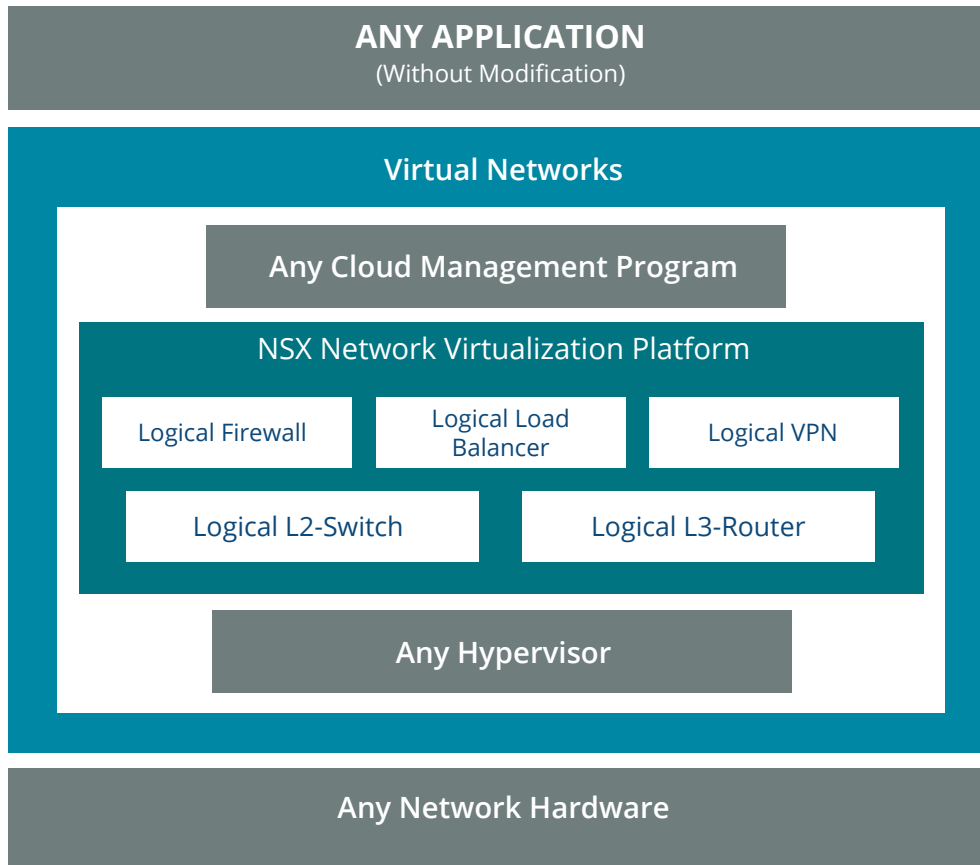 ANY APPLICATION
(Without Modification)
Virtual Networks
Any Cloud Management Program
NSX Network Virtualization Platform
Logical Firewall
Logical Load
Balancer
Logical VPN
Logical L2-Switch
Logical L3-Router
Any Hypervisor
Any Network Hardware